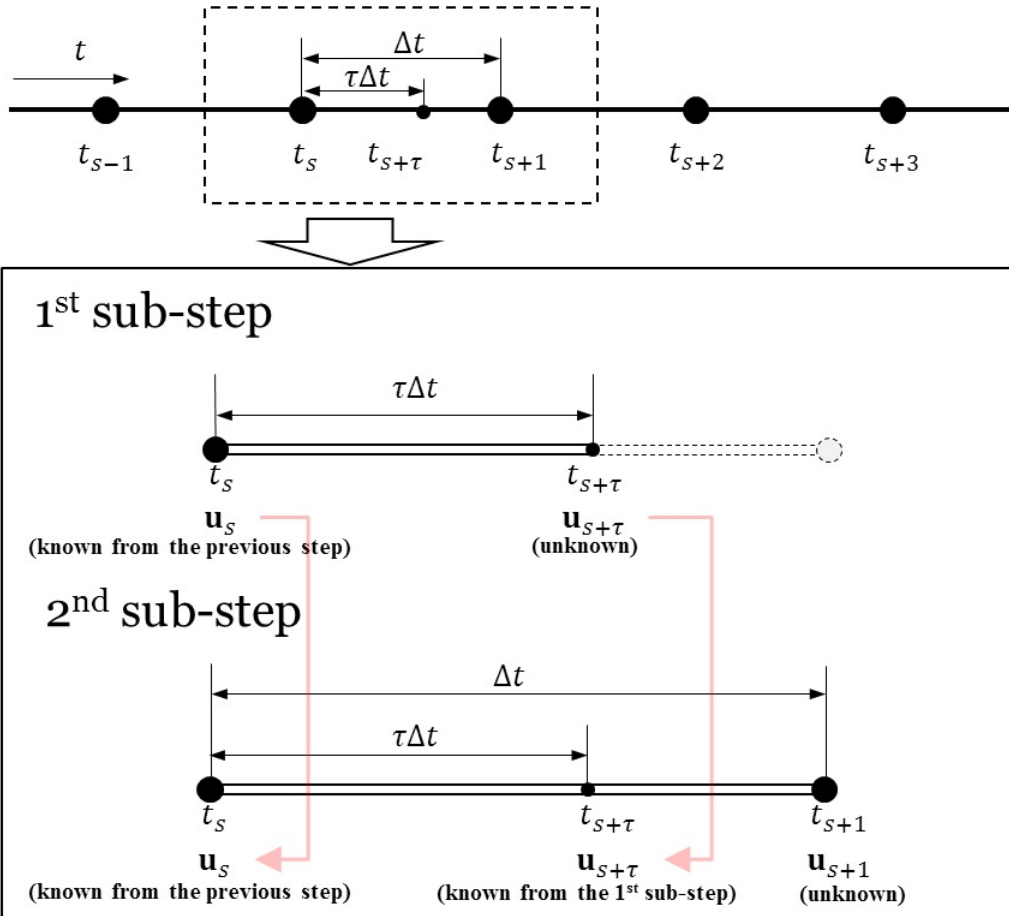 t
Δt
τΔt
t_{s−1} t_s t_{s+τ} t_{s+1} t_{s+2} t_{s+3}
1st sub-step
τΔt
t_s t_{s+τ}
u_s u_{s+τ}
(known from the previous step) (unknown)
2nd sub-step
Δt
τΔt
t_s t_{s+τ} t_{s+1}
u_s u_{s+τ} u_{s+1}
(known from the previous step) (known from the 1st sub-step) (unknown)